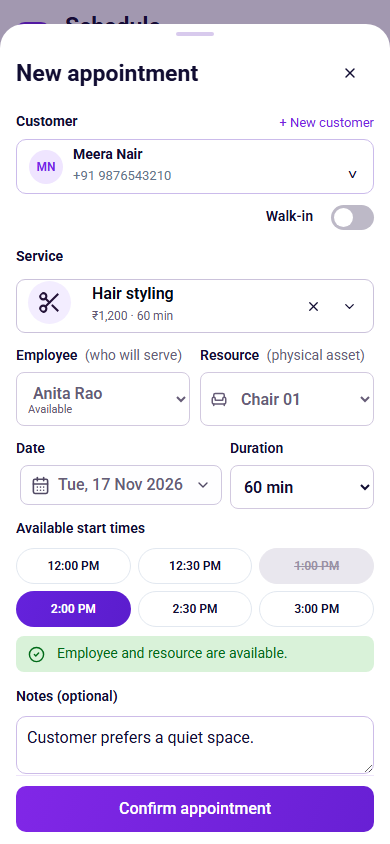 Schedule
New appointment
Customer
+ New customer
MN
Meera Nair
+91 9876543210
Walk-in
Service
Hair styling
₹1,200 · 60 min
Employee (who will serve)
Resource (physical asset)
Anita Rao
Available
Chair 01
Date
Duration
Tue, 17 Nov 2026
60 min
Available start times
12:00 PM
12:30 PM
1:00 PM
2:00 PM
2:30 PM
3:00 PM
Employee and resource are available.
Notes (optional)
Customer prefers a quiet space.
Confirm appointment